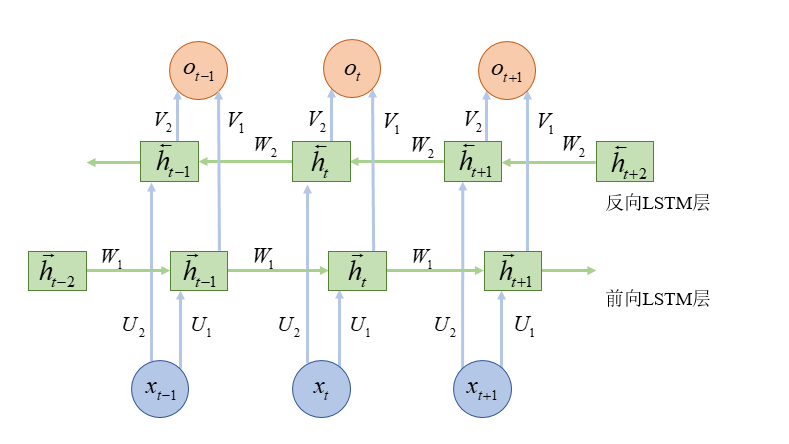 o_{t-1} o_t o_{t+1}
V_2 V_1 V_2 V_1 V_2 V_1
W_2 W_2 W_2
\overleftarrow{h}_{t-1} \overleftarrow{h}_t \overleftarrow{h}_{t+1} \overleftarrow{h}_{t+2}
反向LSTM层
W_1 W_1 W_1
\vec{h}_{t-2} \vec{h}_{t-1} \vec{h}_t \vec{h}_{t+1}
前向LSTM层
U_2 U_1 U_2 U_1 U_2 U_1
x_{t-1} x_t x_{t+1}